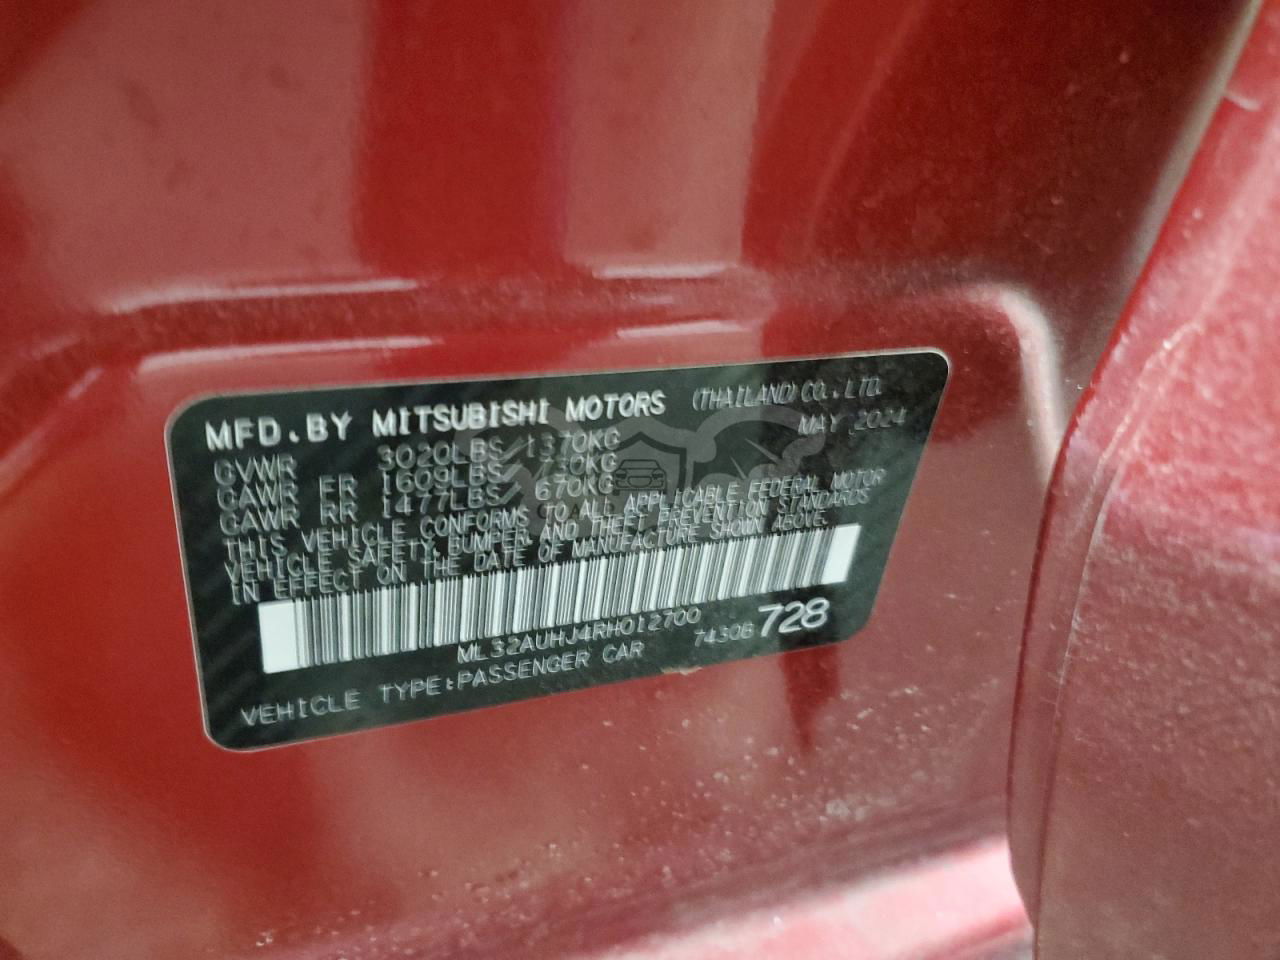 MFD.BY MITSUBISHI MOTORS (THAILAND) CO.,LTD.
MAY 2024
GVWR 3020LBS/1370KG
GAWR FR 1609LBS/ 730KG
GAWR RR 1477LBS/ 670KG
THIS VEHICLE CONFORMS TO ALL APPLICABLE FEDERAL MOTOR
VEHICLE SAFETY, BUMPER, AND THEFT PREVENTION STANDARDS
IN EFFECT ON THE DATE OF MANUFACTURE SHOWN ABOVE.
ML32AUHJ4RH012700
7430B 728
VEHICLE TYPE:PASSENGER CAR